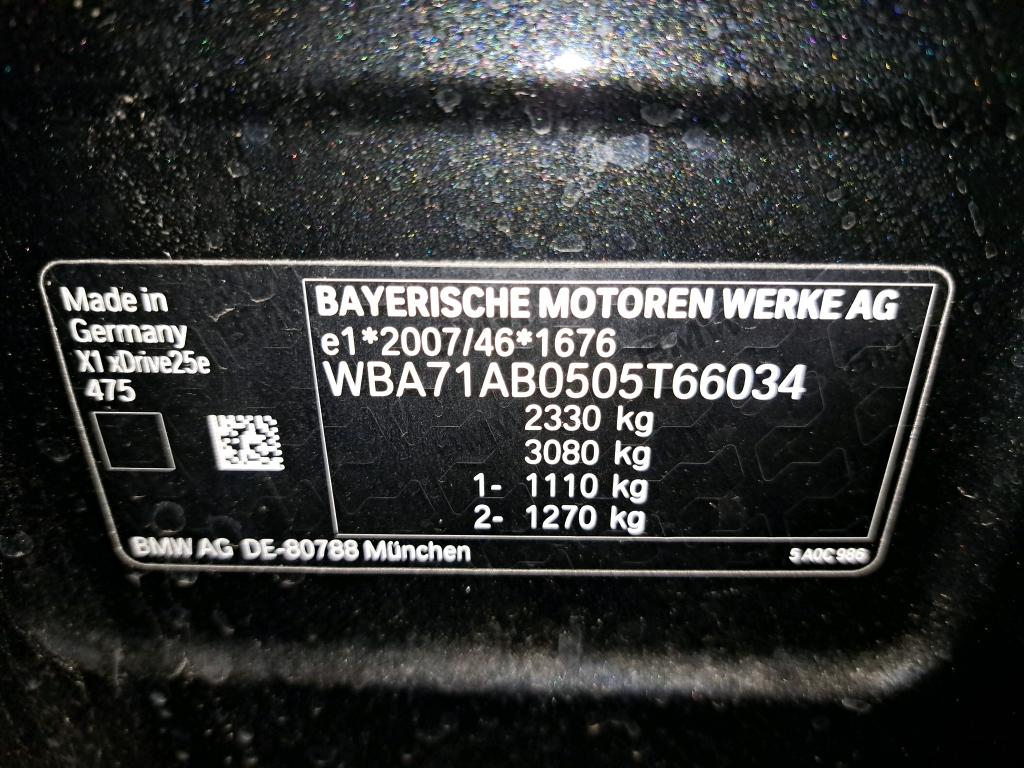 Made in
Germany
X1 xDrive25e
475
BAYERISCHE MOTOREN WERKE AG
e1*2007/46*1676
WBA71AB0505T66034
2330 kg
3080 kg
1- 1110 kg
2- 1270 kg
BMW AG DE-80788 München
5 A0C 986